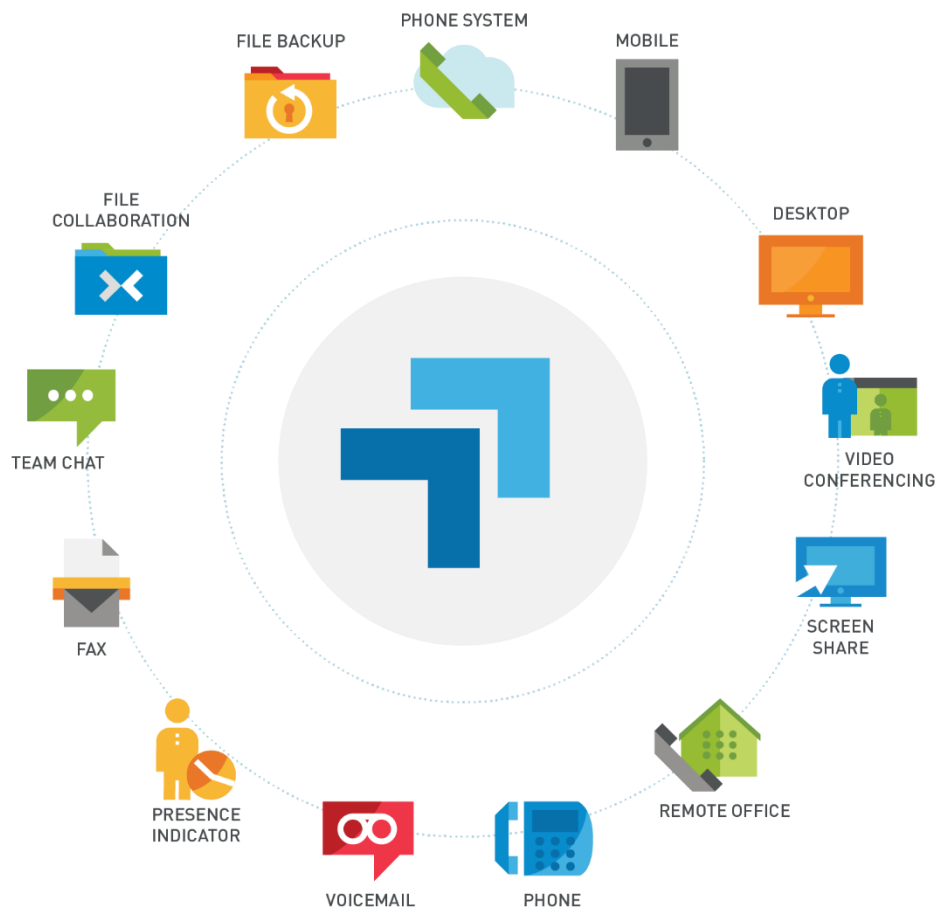 PHONE SYSTEM
FILE BACKUP
MOBILE
FILE
COLLABORATION
DESKTOP
TEAM CHAT
VIDEO
CONFERENCING
FAX
SCREEN
SHARE
PRESENCE
INDICATOR
REMOTE OFFICE
VOICEMAIL
PHONE